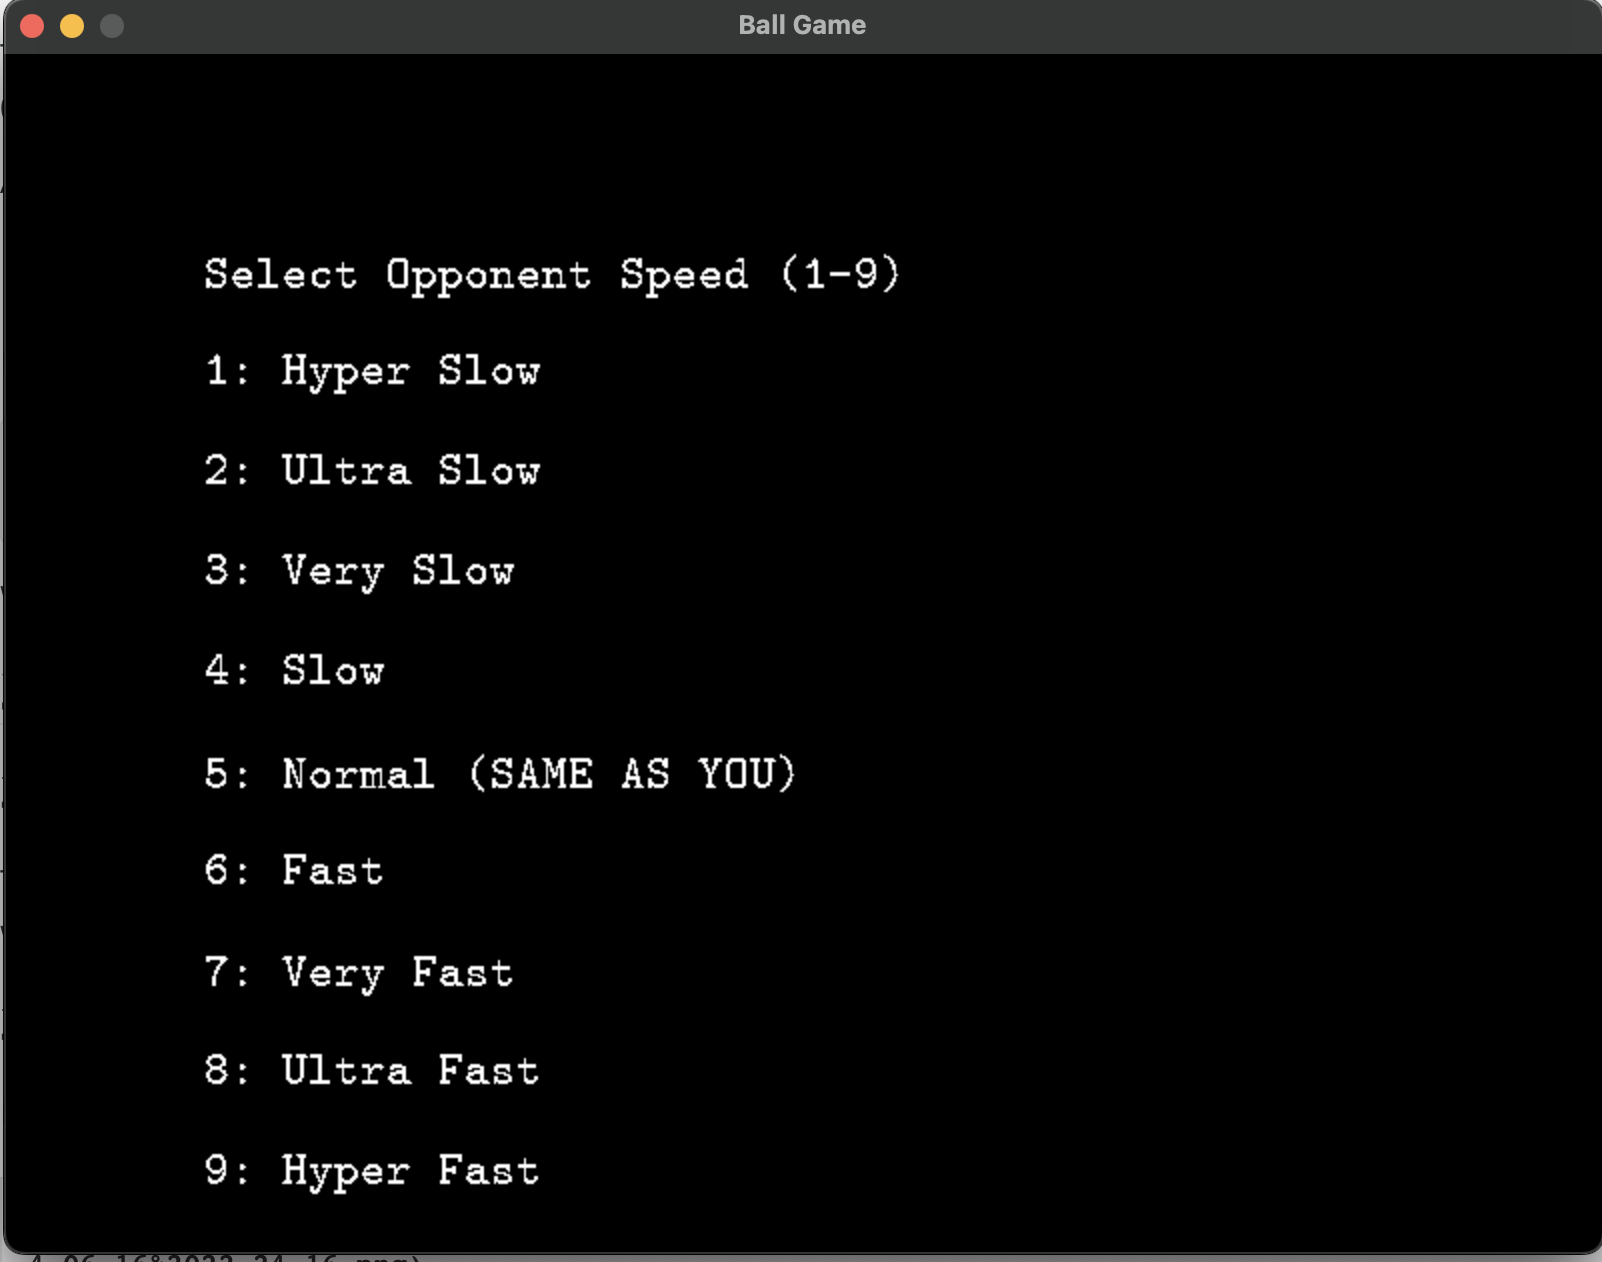 Ball Game
Select Opponent Speed (1-9)
1: Hyper Slow
2: Ultra Slow
3: Very Slow
4: Slow
5: Normal (SAME AS YOU)
6: Fast
7: Very Fast
8: Ultra Fast
9: Hyper Fast